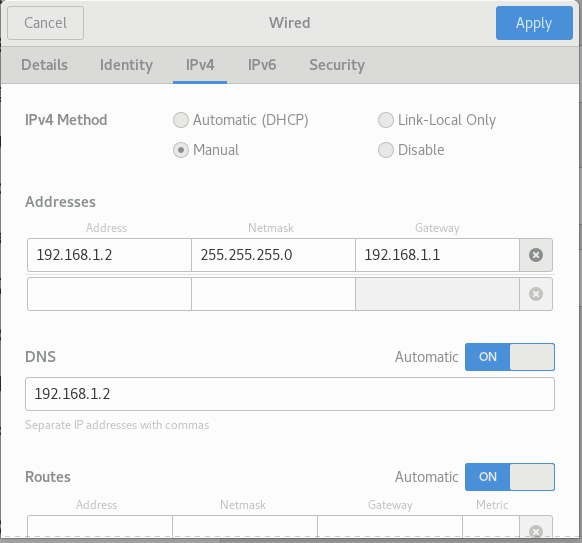 Cancel Wired Apply
Details Identity IPv4 IPv6 Security
IPv4 Method Automatic (DHCP) Link-Local Only
Manual Disable
Addresses
Address Netmask Gateway
192.168.1.2 255.255.255.0 192.168.1.1
DNS Automatic ON
192.168.1.2
Separate IP addresses with commas
Routes Automatic ON
Address Netmask Gateway Metric